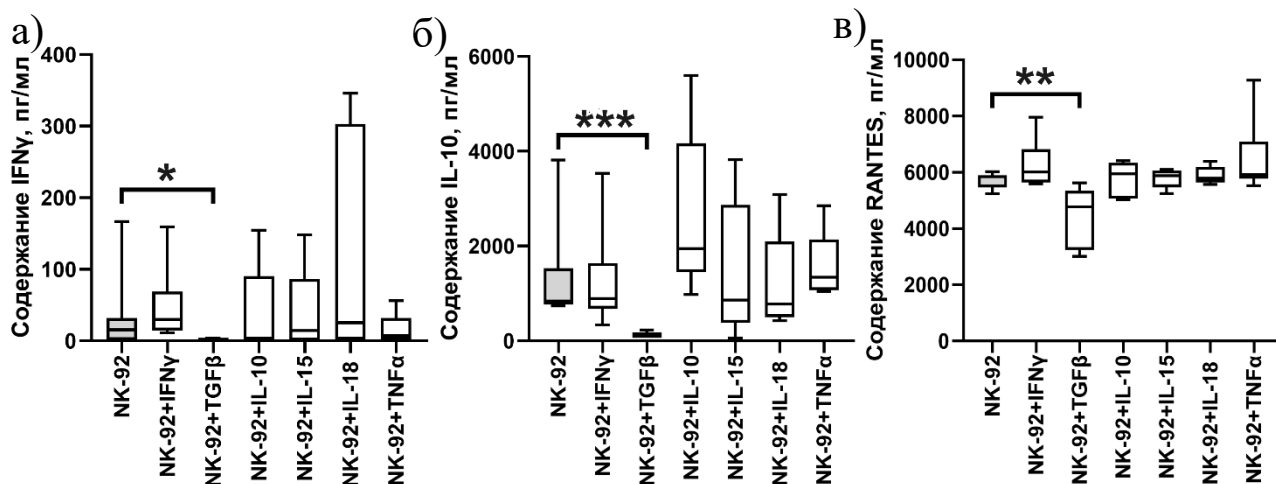 а)
Содержание IFNγ, пг/мл
400
300
200
100
0
*
NK-92
NK-92+IFNγ
NK-92+TGFβ
NK-92+IL-10
NK-92+IL-15
NK-92+IL-18
NK-92+TNFα
б)
Содержание IL-10, пг/мл
6000
4000
2000
0
***
NK-92
NK-92+IFNγ
NK-92+TGFβ
NK-92+IL-10
NK-92+IL-15
NK-92+IL-18
NK-92+TNFα
в)
Содержание RANTES, пг/мл
10000
8000
6000
4000
2000
0
**
NK-92
NK-92+IFNγ
NK-92+TGFβ
NK-92+IL-10
NK-92+IL-15
NK-92+IL-18
NK-92+TNFα